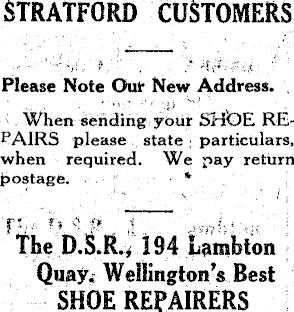 STRATFORD CUSTOMERS
Please Note Our New Address.
When sending your SHOE RE-
PAIRS please state particulars,
when required. We pay return
postage.
The D.S.R., 194 Lambton
Quay. Wellington's Best
SHOE REPAIRERS